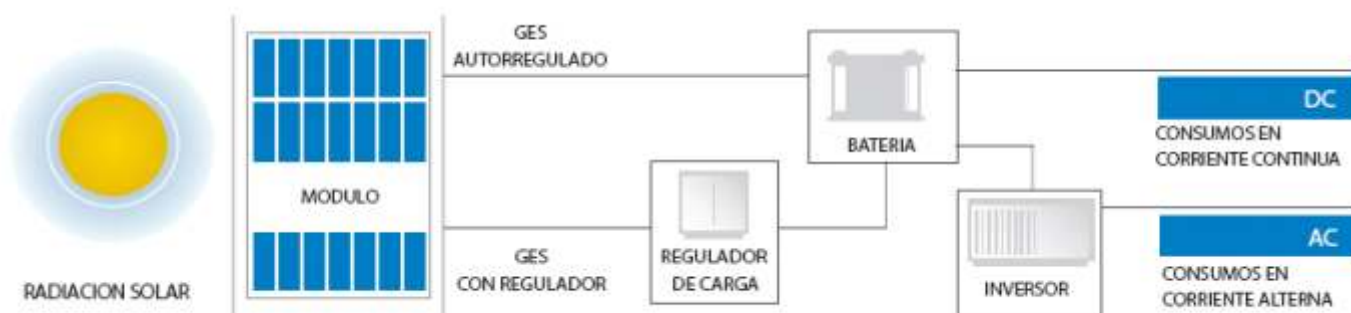 RADIACION SOLAR
MODULO
GES
AUTORREGULADO
GES
CON REGULADOR
REGULADOR
DE CARGA
BATERIA
INVERSOR
DC
CONSUMOS EN
CORRIENTE CONTINUA
AC
CONSUMOS EN
CORRIENTE ALTERNA